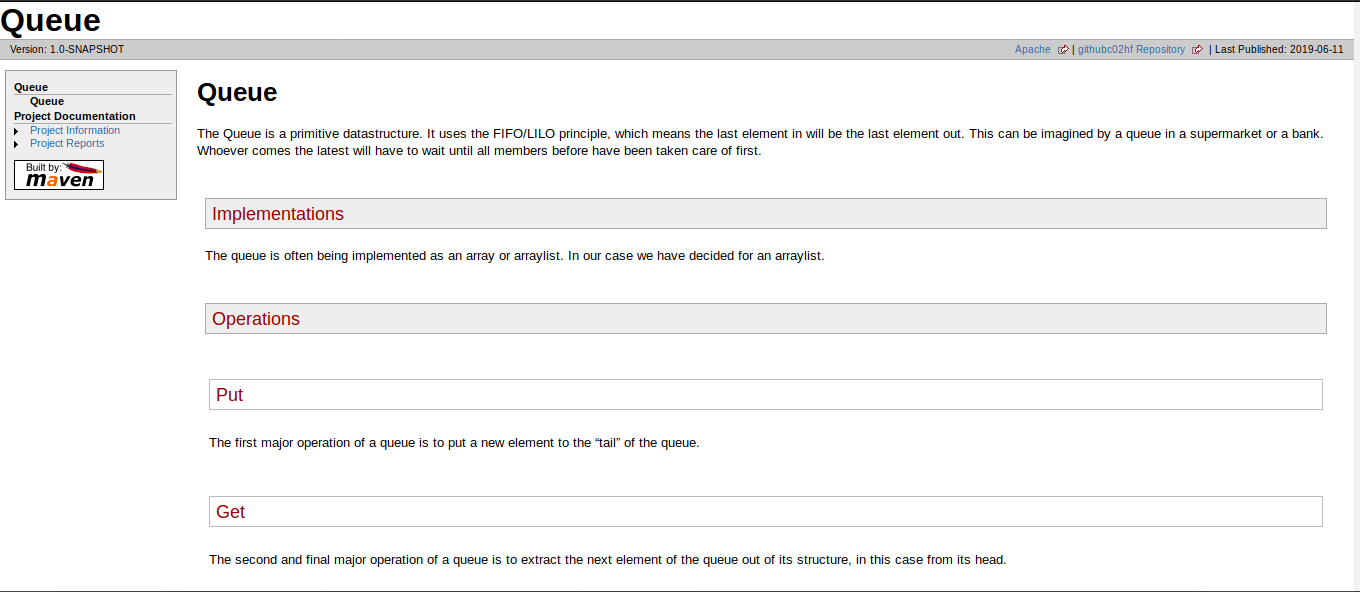 Queue
Version: 1.0-SNAPSHOT
Apache | githubc02hf Repository | Last Published: 2019-06-11
Queue
Queue
Project Documentation
Project Information
Project Reports
Built by:
maven
Queue
The Queue is a primitive datastructure. It uses the FIFO/LILO principle, which means the last element in will be the last element out. This can be imagined by a queue in a supermarket or a bank.
Whoever comes the latest will have to wait until all members before have been taken care of first.
Implementations
The queue is often being implemented as an array or arraylist. In our case we have decided for an arraylist.
Operations
Put
The first major operation of a queue is to put a new element to the “tail” of the queue.
Get
The second and final major operation of a queue is to extract the next element of the queue out of its structure, in this case from its head.